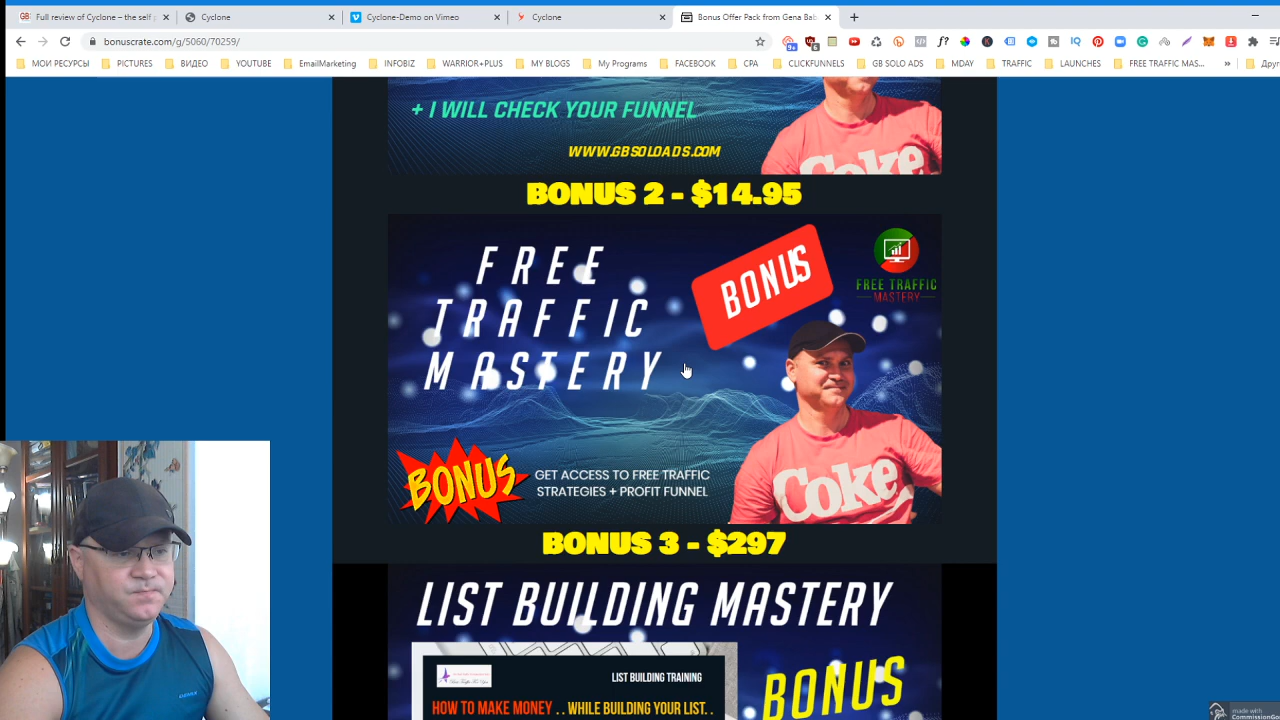 Full review of Cyclone – the self p
Cyclone
Cyclone-Demo on Vimeo
Cyclone
Bonus Offer Pack from Gena Bab
bonuscrate.com/g/5060/70259/
МОИ РЕСУРСЫ
PICTURES
ВИДЕО
YOUTUBE
EmailMarketing
INFOBIZ
WARRIOR+PLUS
MY BLOGS
My Programs
FACEBOOK
CPA
CLICKFUNNELS
GB SOLO ADS
MDAY
TRAFFIC
LAUNCHES
FREE TRAFFIC MAS...
»
+ I WILL CHECK YOUR FUNNEL
WWW.GBSOLOADS.COM
Coke
BONUS 2 - $14.95
FREE
TRAFFIC
MASTERY
BONUS
FREE TRAFFIC
MASTERY
BONUS
GET ACCESS TO FREE TRAFFIC
STRATEGIES + PROFIT FUNNEL
Coke
BONUS 3 - $297
LIST BUILDING MASTERY
LIST BUILDING TRAINING
HOW TO MAKE MONEY . . WHILE BUILDING YOUR LIST. .
BONUS
made with